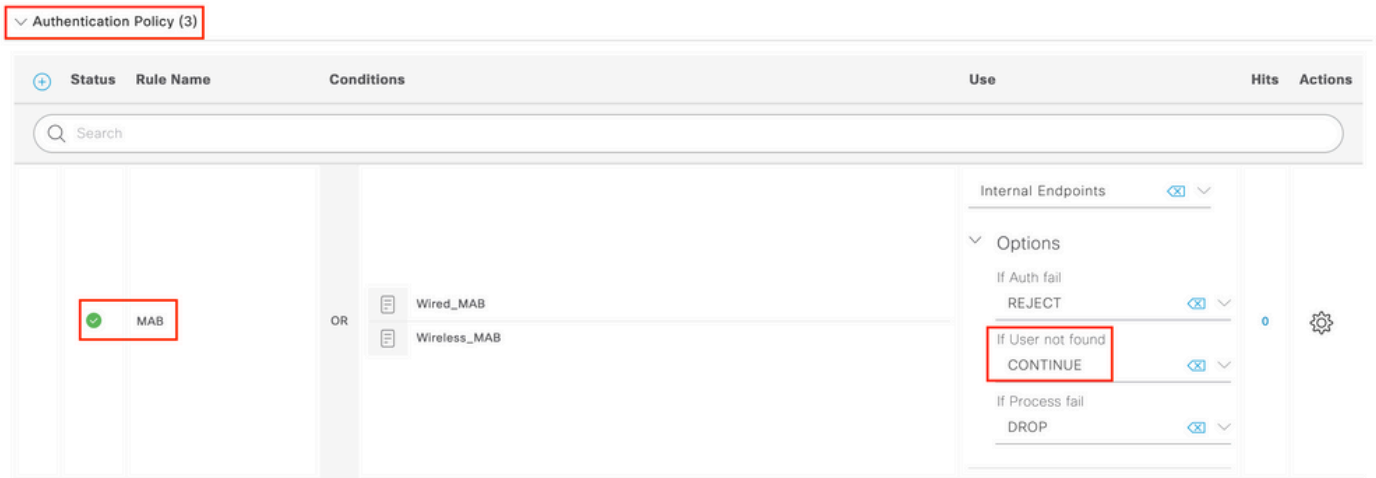 Authentication Policy (3)
Status Rule Name Conditions Use Hits Actions
Search
Internal Endpoints
Options
If Auth fail
REJECT
MAB OR Wired_MAB
Wireless_MAB
If User not found
CONTINUE
0
If Process fail
DROP